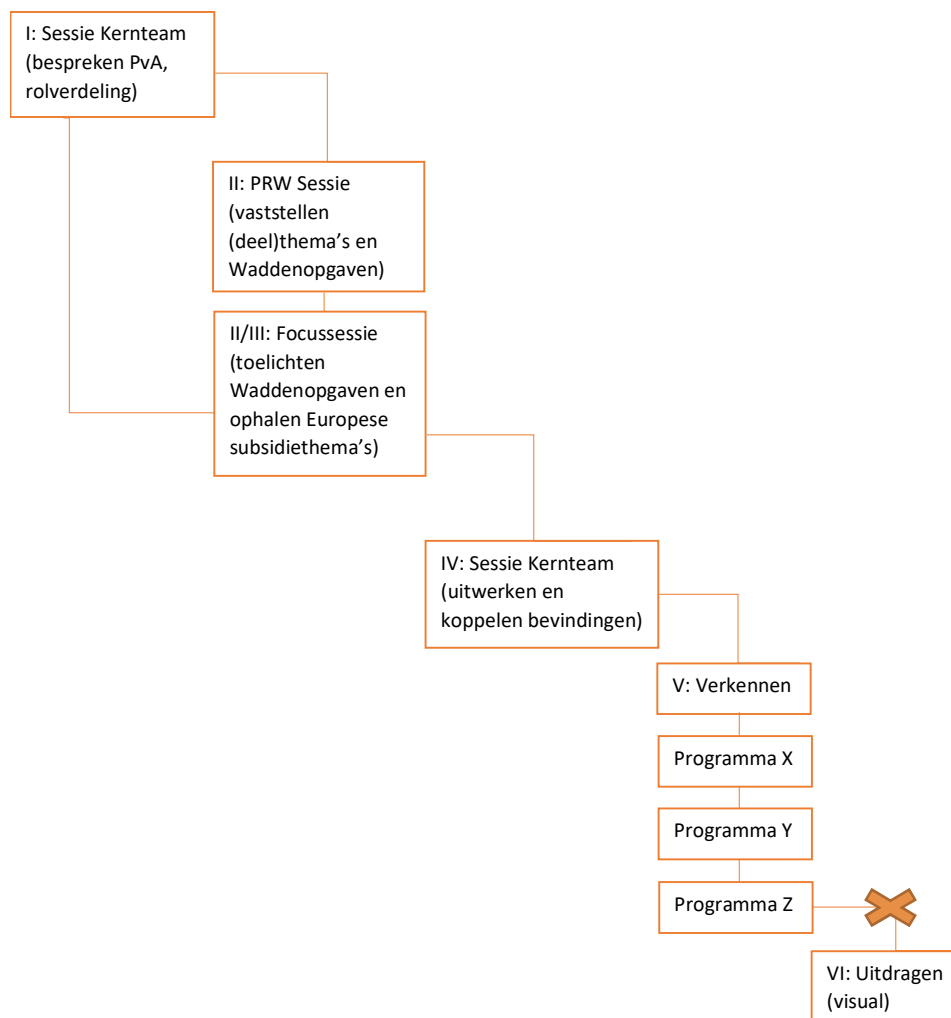 I: Sessie Kernteam
(bespreken PvA,
rolverdeling)
II: PRW Sessie
(vaststellen
(deel)thema’s en
Waddenopgaven)
II/III: Focussessie
(toelichten
Waddenopgaven en
ophalen Europese
subsidiethema’s)
IV: Sessie Kernteam
(uitwerken en
koppelen bevindingen)
V: Verkennen
Programma X
Programma Y
Programma Z
VI: Uitdragen
(visual)